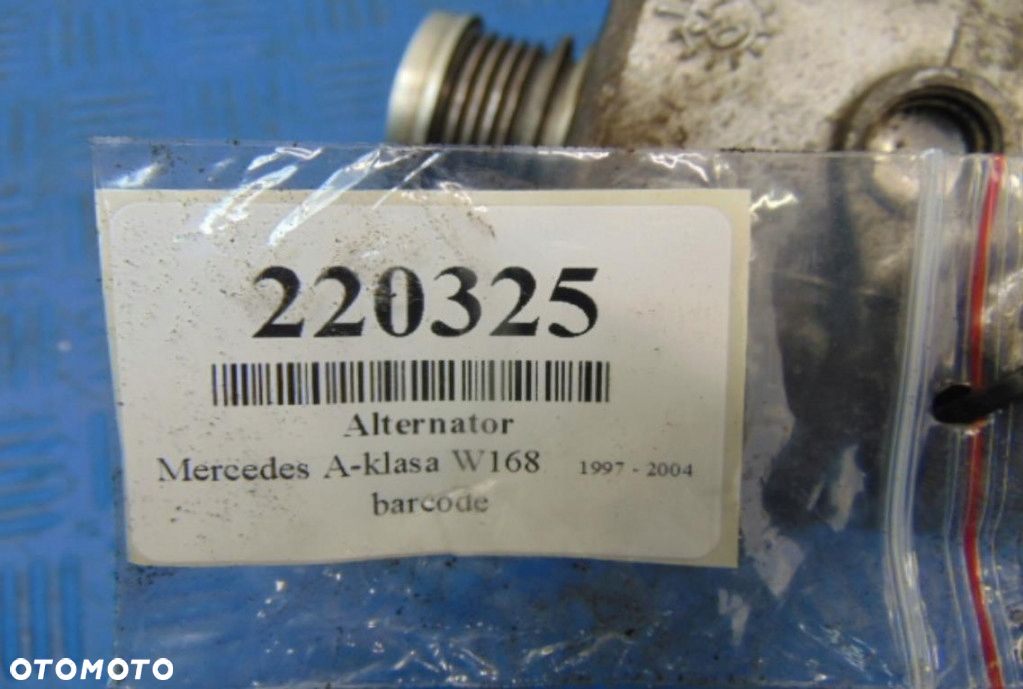 220325
Alternator
Mercedes A-klasa W168 1997 - 2004
barcode
OTOMOTO